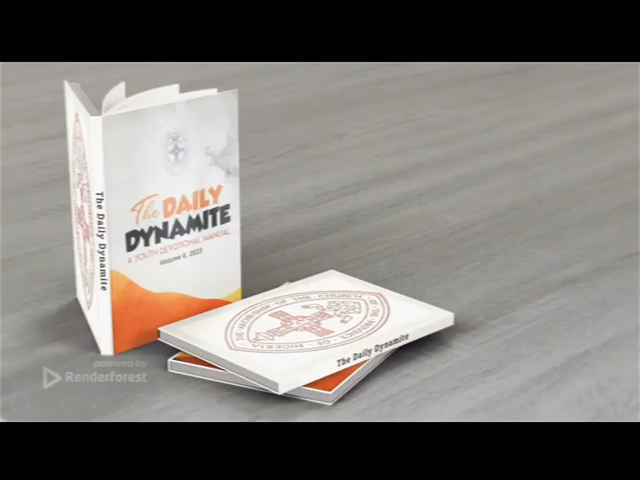 The DAILY
DYNAMITE
A YOUTH DEVOTIONAL MANUAL
Volume 6, 2022
The Daily Dynamite
The Daily Dynamite
powered by
Renderforest